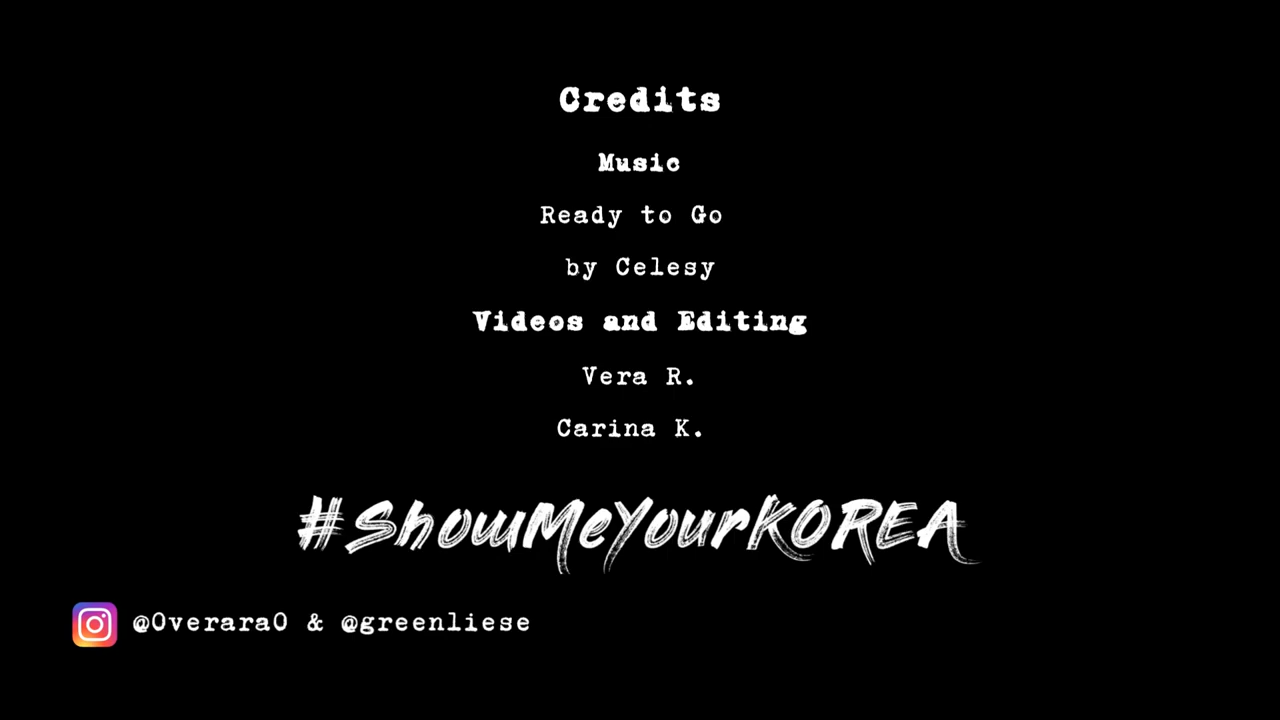 Credits
Music
Ready to Go
by Celesy
Videos and Editing
Vera R.
Carina K.
#ShowMeYourKOREA
@0verara0 & @greenliese